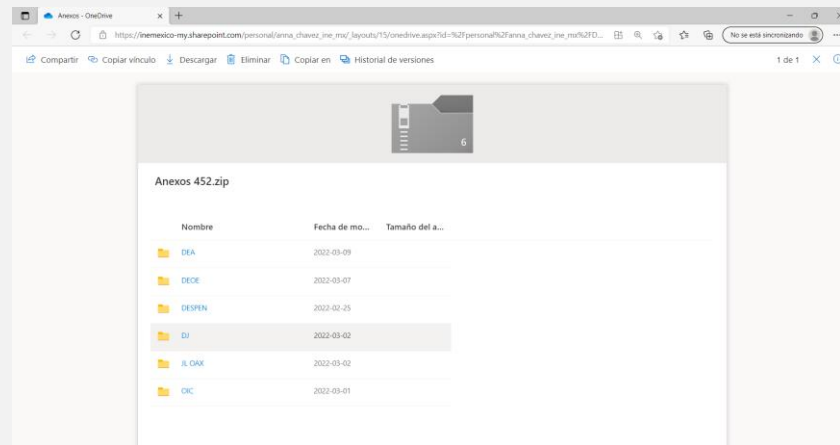 Anexos - OneDrive
https://inemexico-my.sharepoint.com/personal/anna_chavez_ine_mx/_layouts/15/onedrive.aspx?id=%2Fpersonal%2Fanna_chavez_ine_mx%2FD...
No se está sincronizando
Compartir Copiar vínculo Descargar Eliminar Copiar en Historial de versiones 1 de 1
6
Anexos 452.zip
Nombre Fecha de mo... Tamaño del a...
DEA 2022-03-09
DEOE 2022-03-07
DESPEN 2022-02-25
DJ 2022-03-02
JL OAX 2022-03-02
OIC 2022-03-01